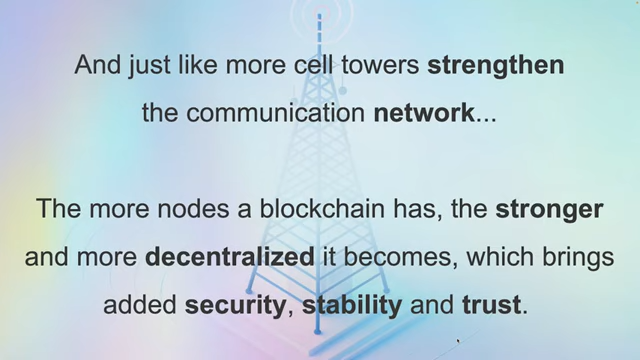 And just like more cell towers strengthen
the communication network...
The more nodes a blockchain has, the stronger
and more decentralized it becomes, which brings
added security, stability and trust.